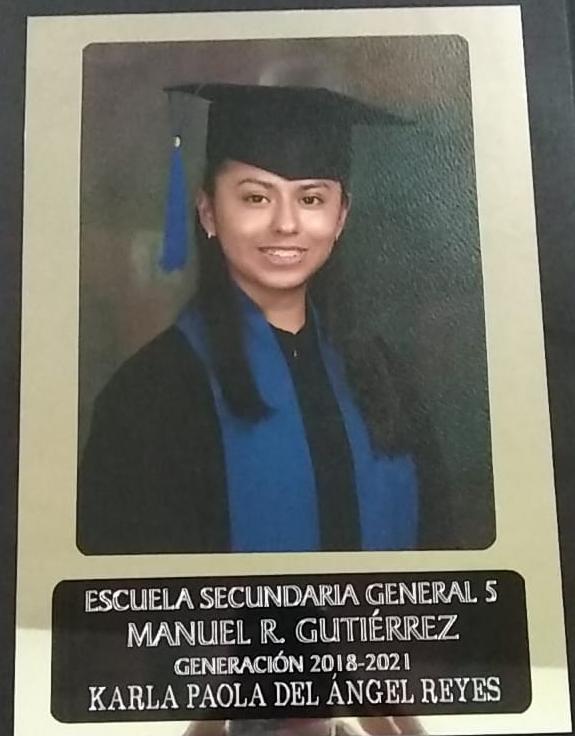 ESCUELA SECUNDARIA GENERAL 5
MANUEL R. GUTIÉRREZ
GENERACIÓN 2018-2021
KARLA PAOLA DEL ÁNGEL REYES